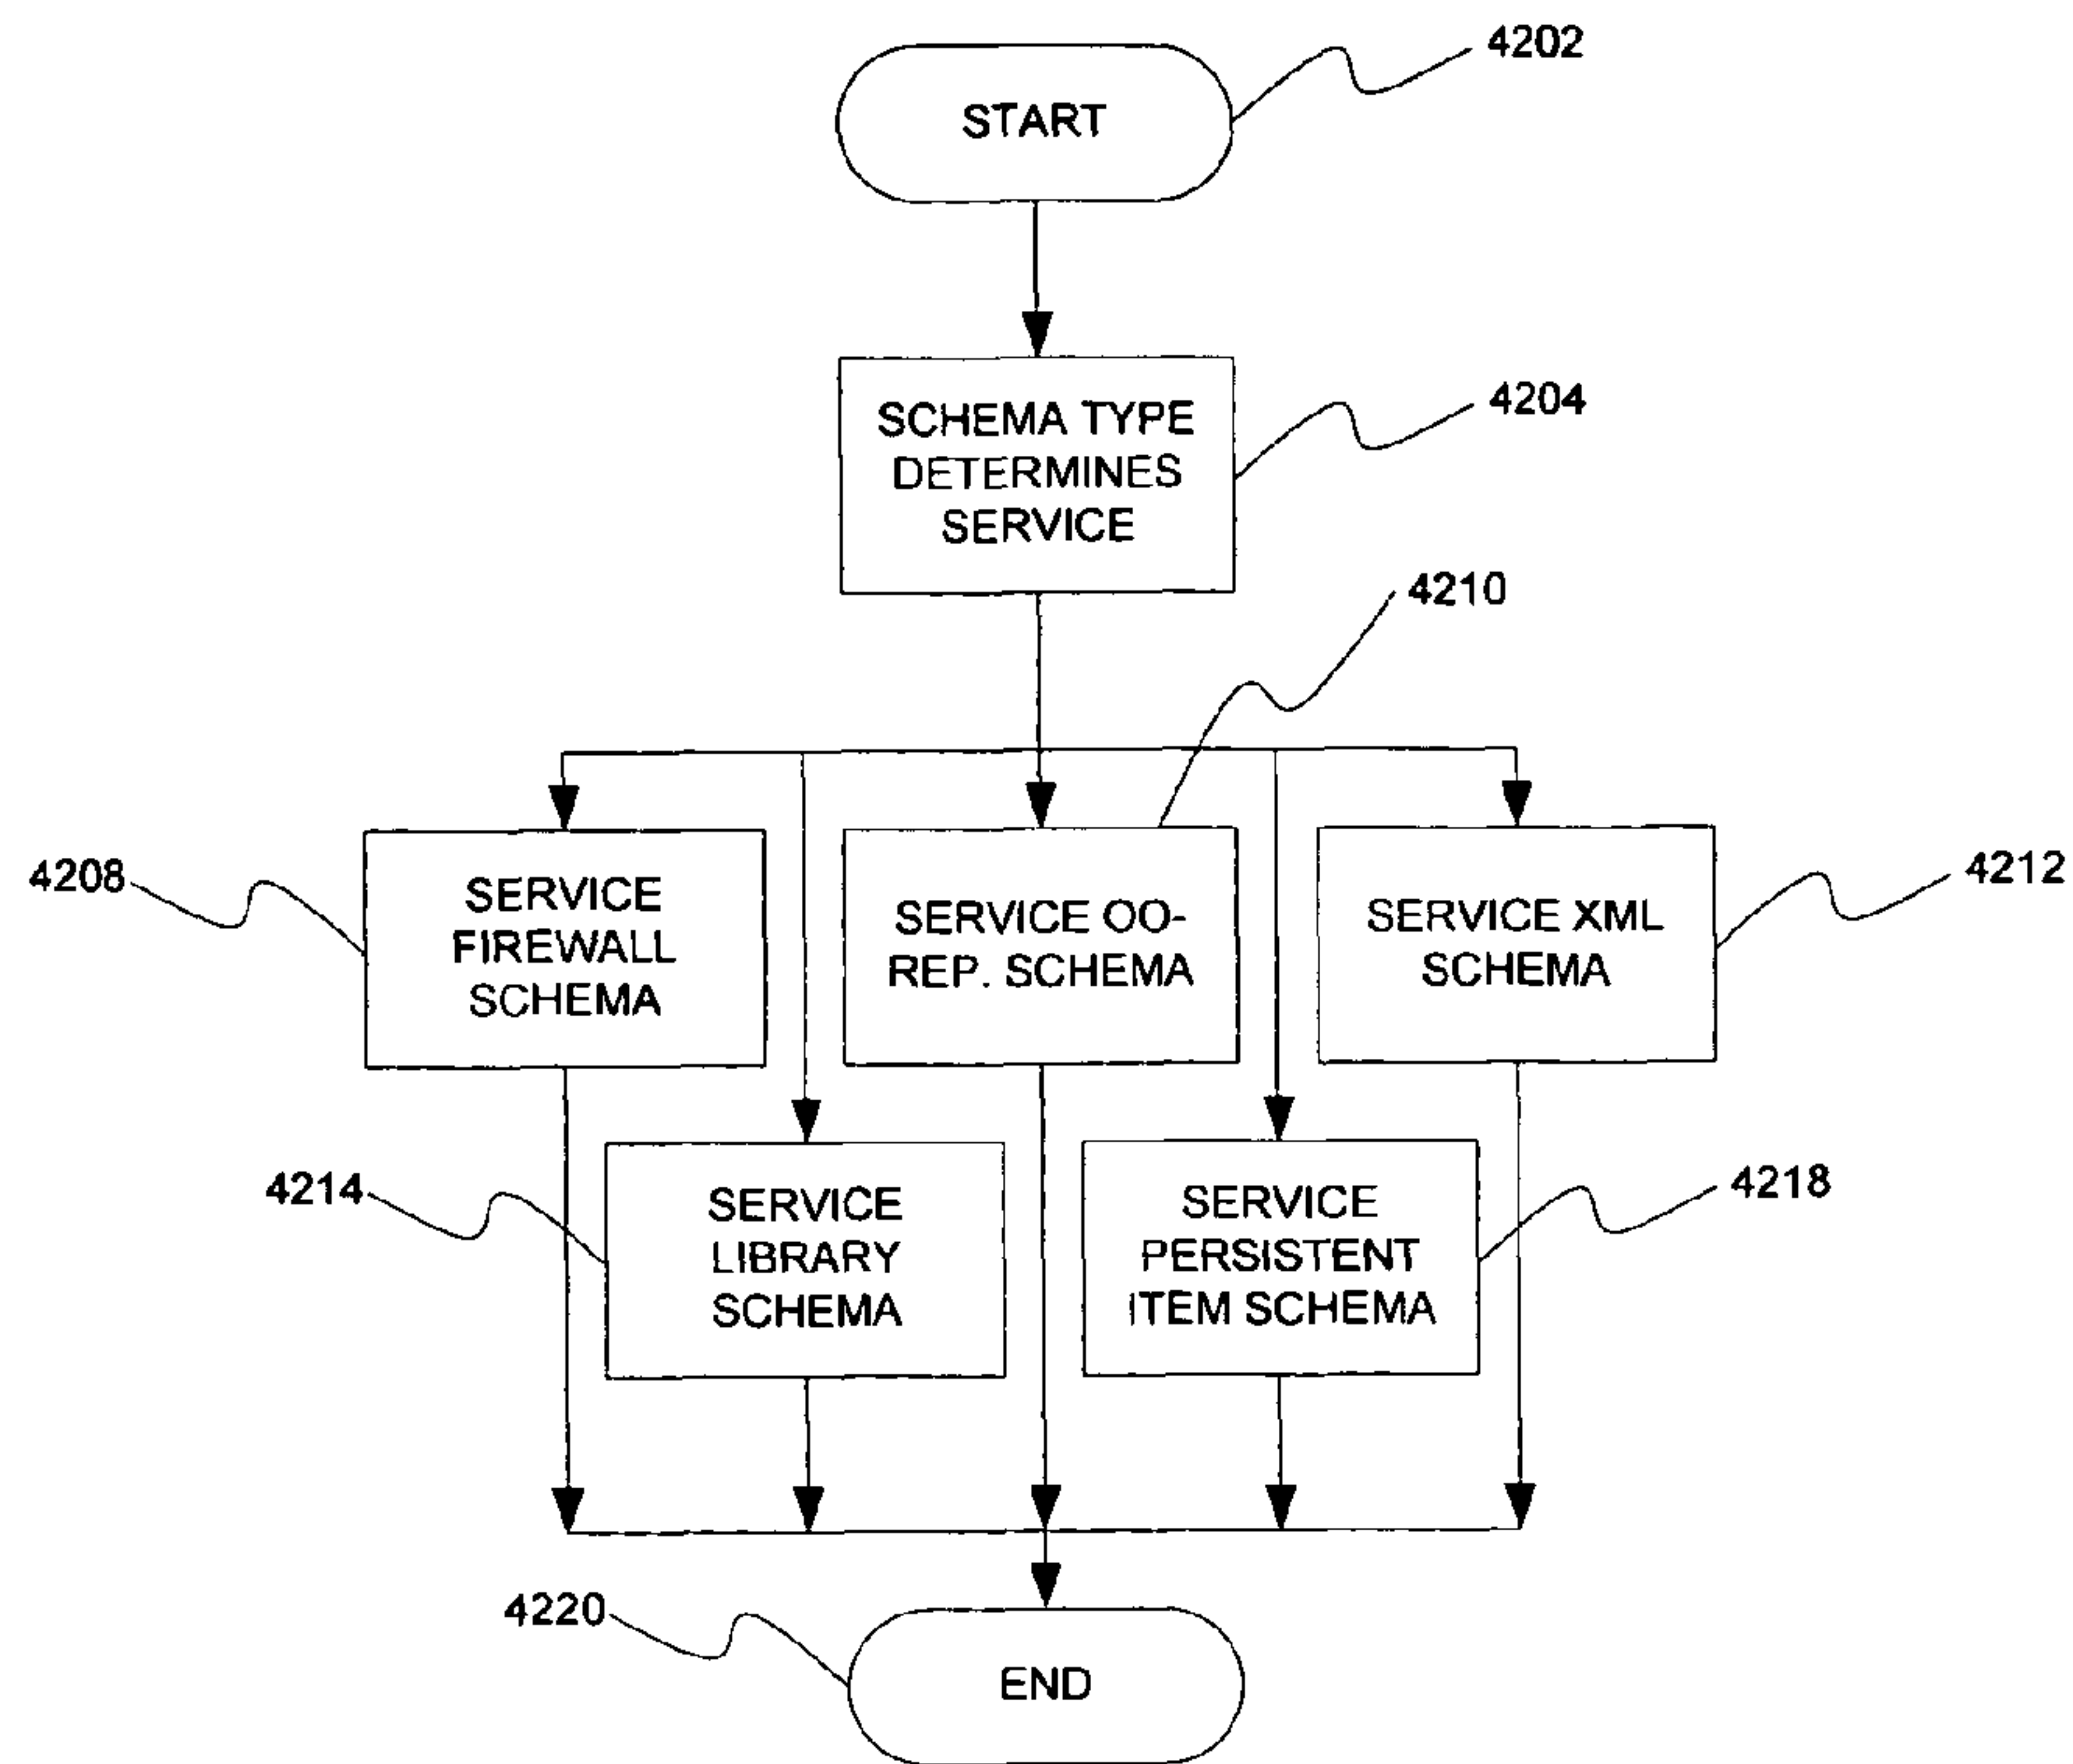 4202
START
4204
SCHEMA TYPE
DETERMINES
SERVICE
4210
4208
SERVICE
FIREWALL
SCHEMA
SERVICE OO-
REP. SCHEMA
SERVICE XML
SCHEMA
4212
4214
SERVICE
LIBRARY
SCHEMA
SERVICE
PERSISTENT
ITEM SCHEMA
4218
4220
END